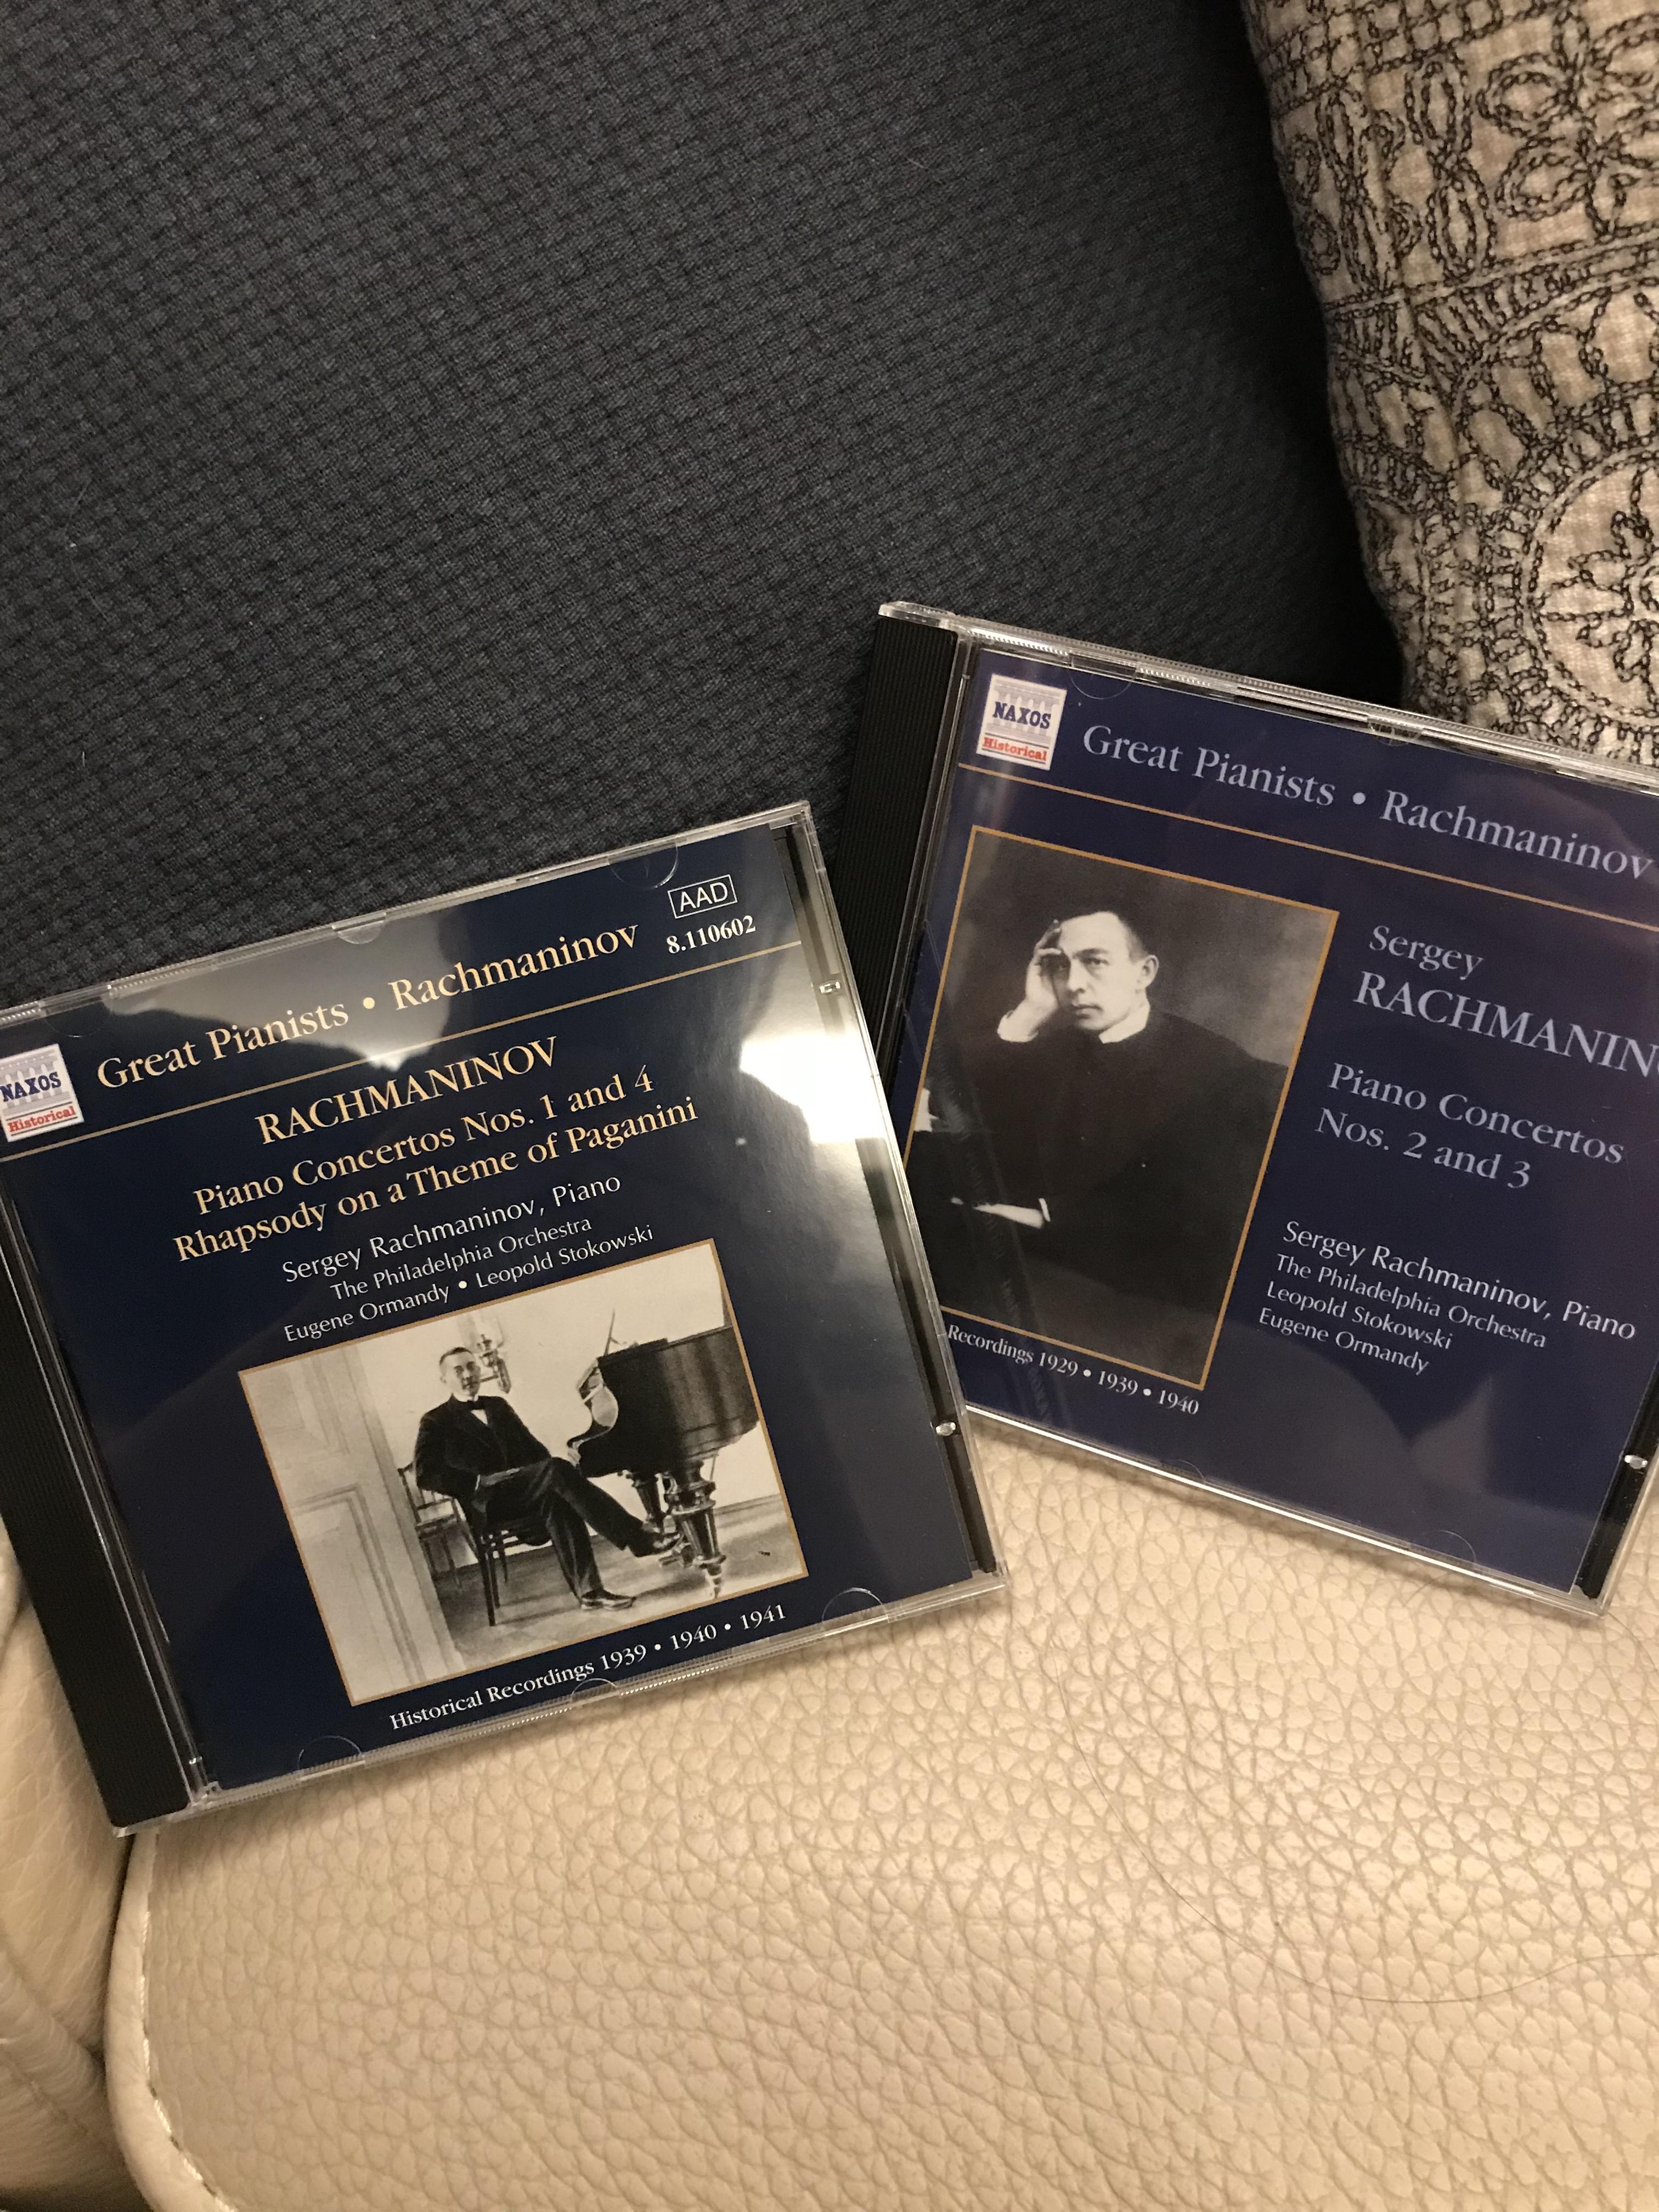 NAXOS
Historical
Great Pianists • Rachmaninov
AAD
8.110602
RACHMANINOV
Piano Concertos Nos. 1 and 4
Rhapsody on a Theme of Paganini
Sergey Rachmaninov, Piano
The Philadelphia Orchestra
Eugene Ormandy • Leopold Stokowski
Historical Recordings 1939 • 1940 • 1941
NAXOS
Historical
Great Pianists • Rachmaninov
Sergey
RACHMANIN
Piano Concertos
Nos. 2 and 3
Sergey Rachmaninov, Piano
The Philadelphia Orchestra
Leopold Stokowski
Eugene Ormandy
Recordings 1929 • 1939 • 1940